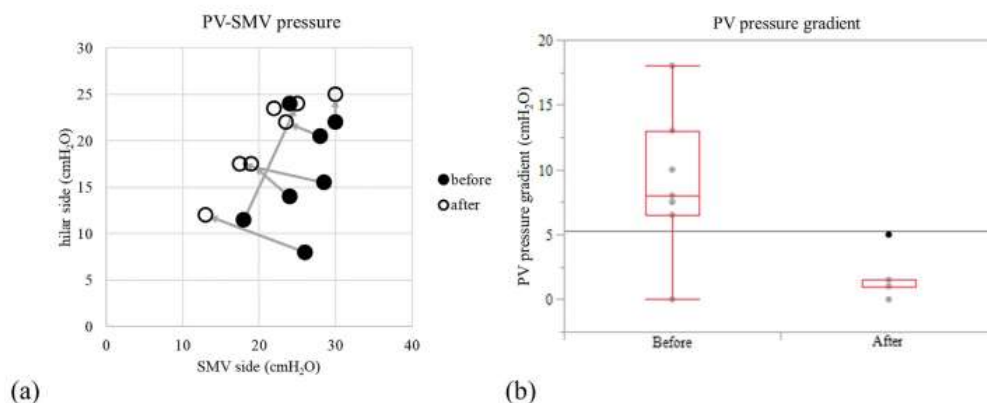 PV-SMV pressure
30
25
20
15
10
5
0
0 10 20 30 40
hilar side (cmH₂O)
SMV side (cmH₂O)
before
after
(a)
PV pressure gradient
20
15
10
5
0
PV pressure gradient (cmH₂O)
Before After
(b)